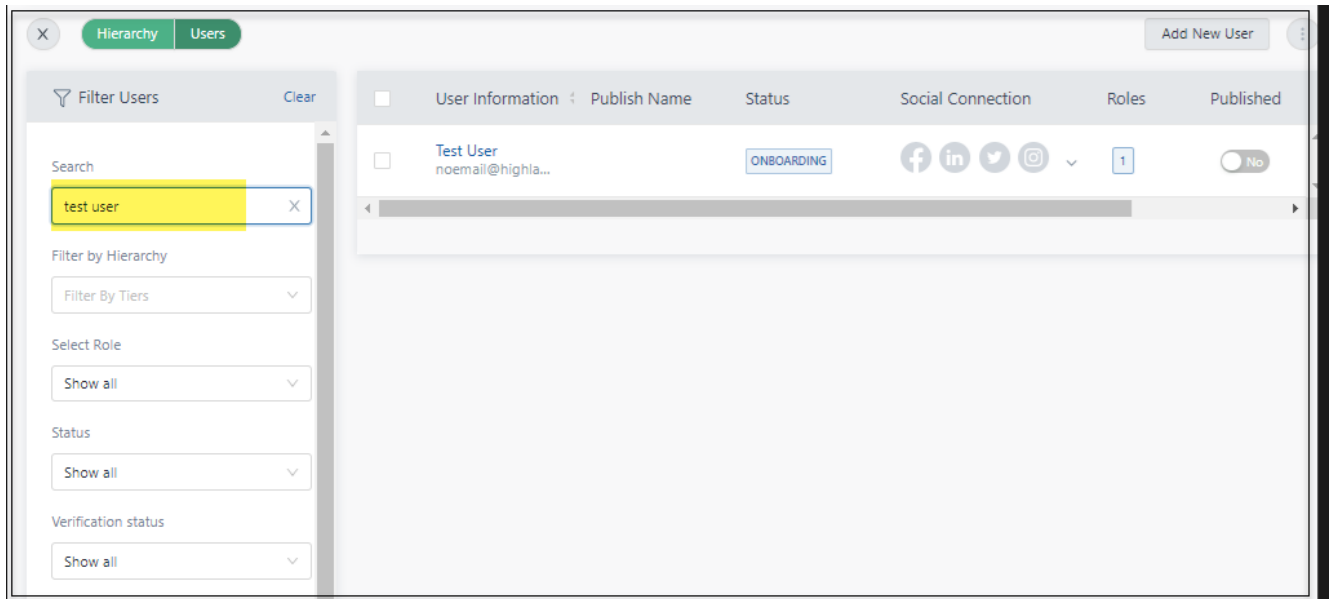 X
Hierarchy Users
Add New User
Filter Users Clear
User Information Publish Name Status Social Connection Roles Published
Search
test user X
Test User
noemail@highla...
ONBOARDING
1
No
Filter by Hierarchy
Filter By Tiers
Select Role
Show all
Status
Show all
Verification status
Show all